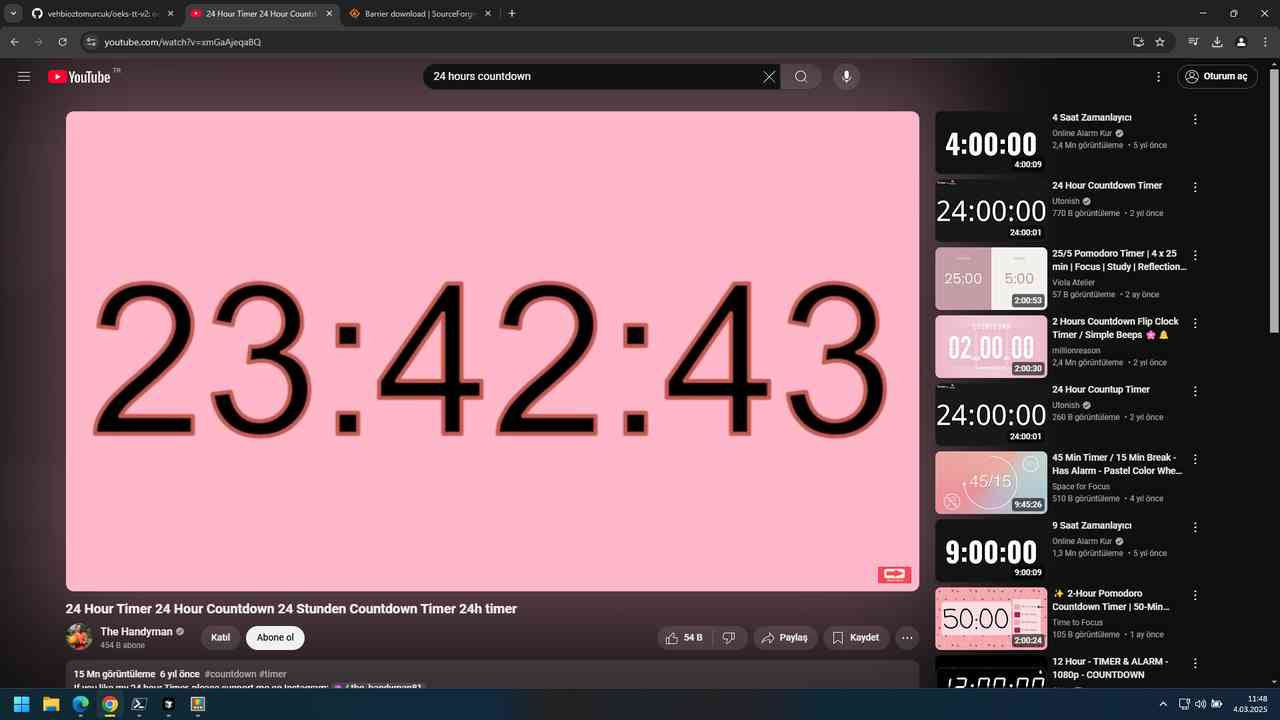 vehbioztomurcuk/oeks-tt-v2:
24 Hour Timer 24 Hour Countd
Barrier download | SourceForg
youtube.com/watch?v=xmGaAjeqaBQ
YouTube TR
24 hours countdown
Oturum aç
23:42:43
24 Hour Timer 24 Hour Countdown 24 Stunden Countdown Timer 24h timer
The Handyman
454 B abone
Katıl
Abone ol
54 B
Paylaş
Kaydet
15 Mn görüntüleme 6 yıl önce #countdown #timer
If you like my 24 hour Timer, please support me on Instagram: / the_handyman81
4:00:00
4:00:09
4 Saat Zamanlayıcı
Online Alarm Kur
2,4 Mn görüntüleme • 5 yıl önce
24:00:00
24:00:01
24 Hour Countdown Timer
Utonish
770 B görüntüleme • 2 yıl önce
25:00
5:00
2:00:53
25/5 Pomodoro Timer | 4 x 25
min | Focus | Study | Reflection...
Viola Atelier
57 B görüntüleme • 2 ay önce
COUNTDOWN
02:00:00
2:00:30
2 Hours Countdown Flip Clock
Timer / Simple Beeps 🌸 🔔
millionreason
2,4 Mn görüntüleme • 2 yıl önce
24:00:00
24:00:01
24 Hour Countup Timer
Utonish
260 B görüntüleme • 2 yıl önce
45/15
9:45:26
45 Min Timer / 15 Min Break -
Has Alarm - Pastel Color Whe...
Space for Focus
510 B görüntüleme • 4 yıl önce
9:00:00
9:00:09
9 Saat Zamanlayıcı
Online Alarm Kur
1,3 Mn görüntüleme • 5 yıl önce
50:00
2:00:24
✨ 2-Hour Pomodoro
Countdown Timer | 50-Min...
Time to Focus
105 B görüntüleme • 1 ay önce
12:00:00
12 Hour - TIMER & ALARM -
1080p - COUNTDOWN
11:48
4.03.2025